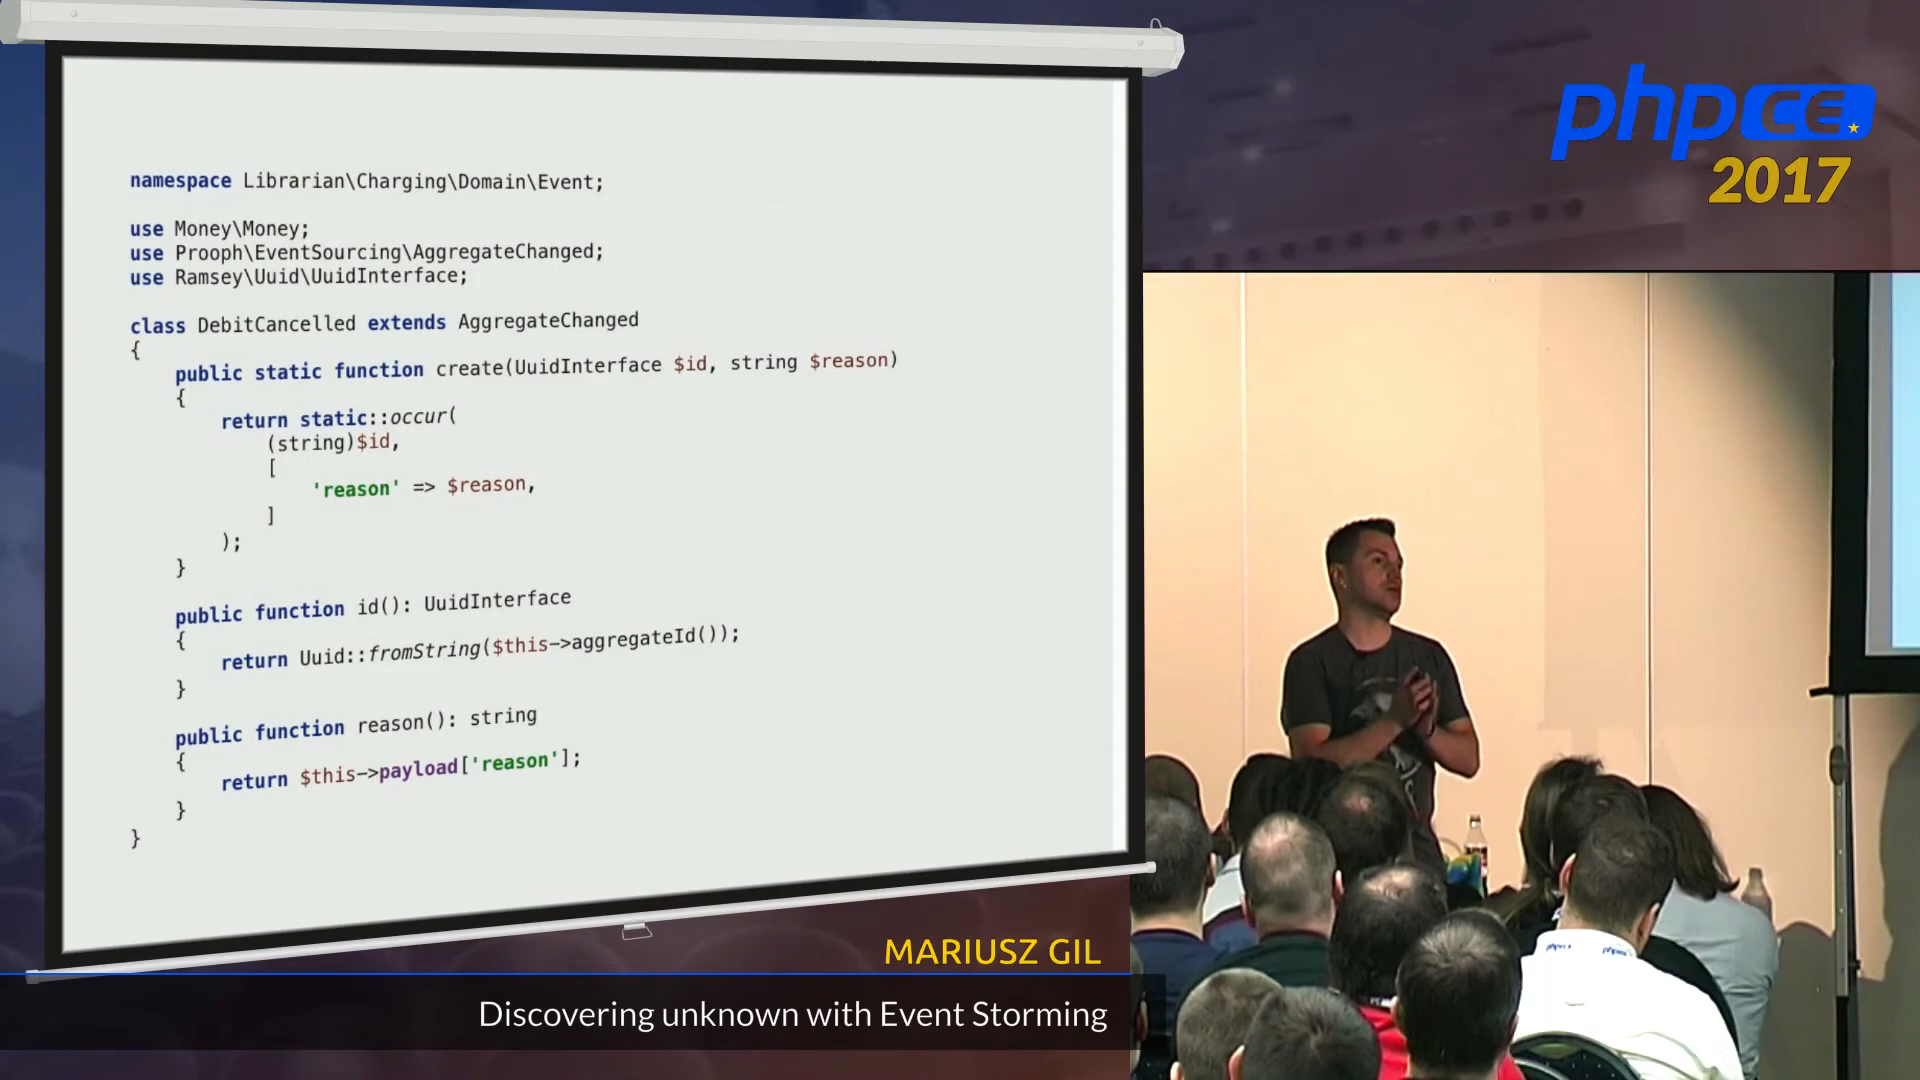 namespace Librarian\Charging\Domain\Event;
use Money\Money;
use Prooph\EventSourcing\AggregateChanged;
use Ramsey\Uuid\UuidInterface;
class DebitCancelled extends AggregateChanged
{
public static function create(UuidInterface $id, string $reason)
{
return static::occur(
(string)$id,
[
'reason' => $reason,
]
);
}
public function id(): UuidInterface
{
return Uuid::fromString($this->aggregateId());
}
public function reason(): string
{
return $this->payload['reason'];
}
}
phpCE.
2017
MARIUSZ GIL
Discovering unknown with Event Storming